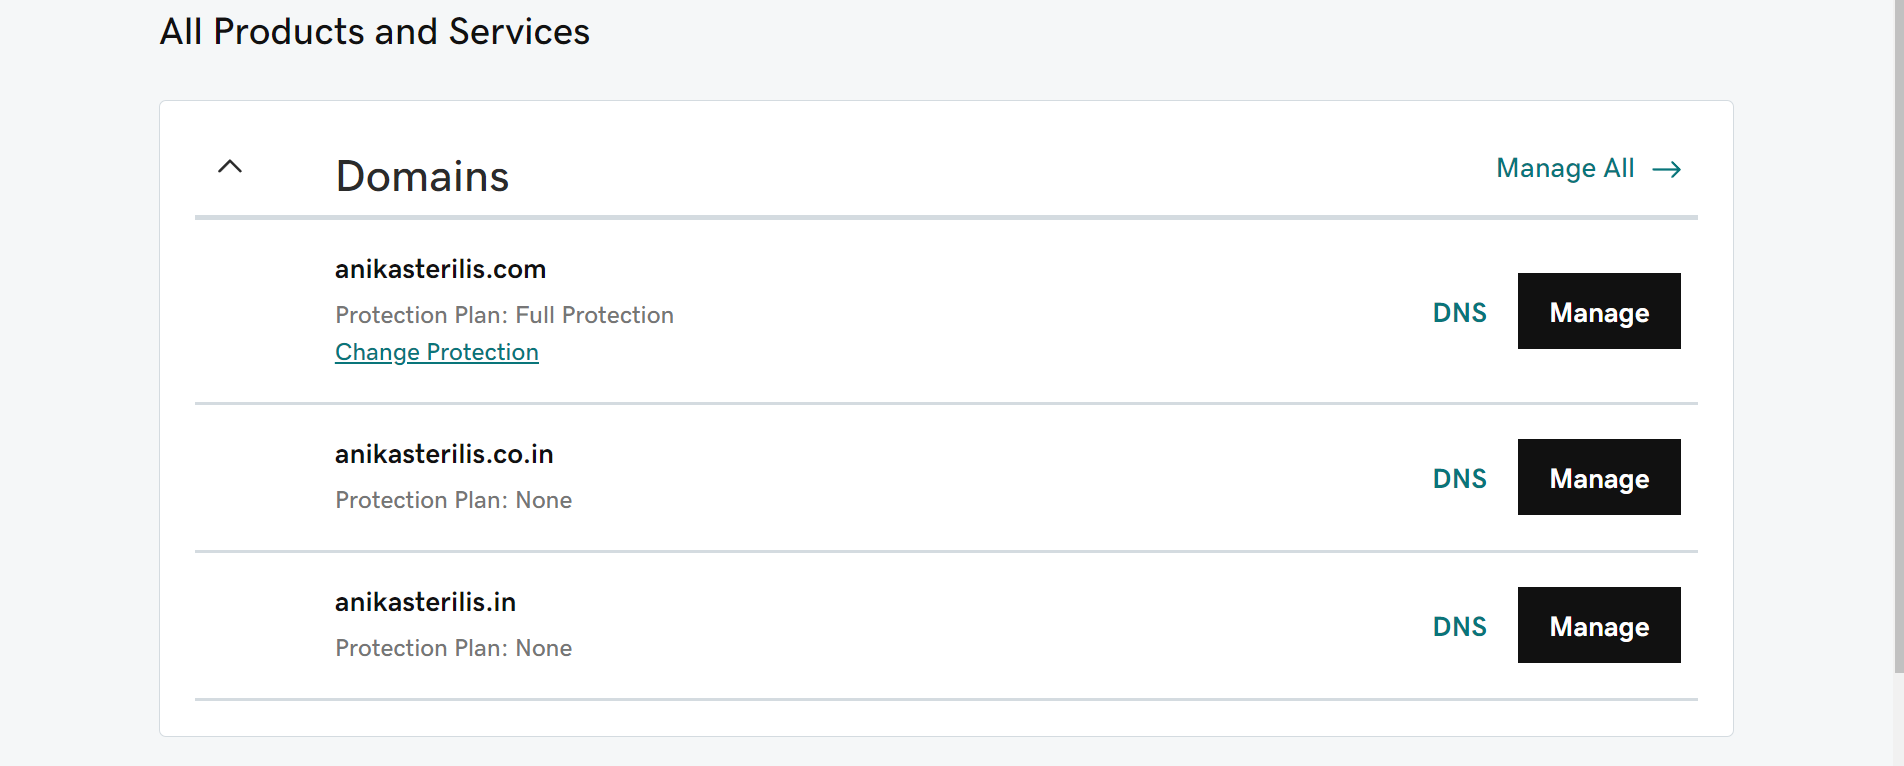 All Products and Services
Domains
Manage All →
anikasterilis.com
Protection Plan: Full Protection
Change Protection
DNS
Manage
anikasterilis.co.in
Protection Plan: None
DNS
Manage
anikasterilis.in
Protection Plan: None
DNS
Manage